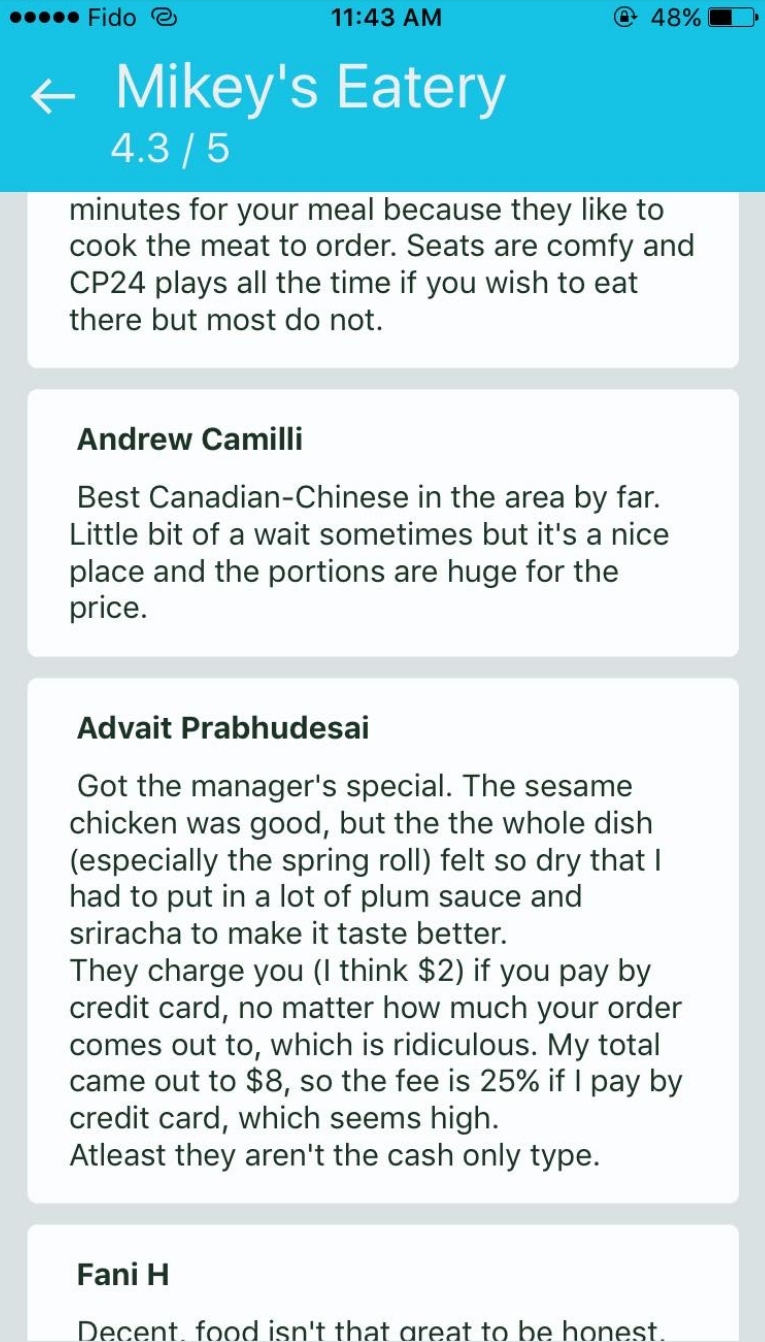 Fido 11:43 AM 48%
← Mikey's Eatery
4.3 / 5
minutes for your meal because they like to
cook the meat to order. Seats are comfy and
CP24 plays all the time if you wish to eat
there but most do not.
Andrew Camilli
Best Canadian-Chinese in the area by far.
Little bit of a wait sometimes but it's a nice
place and the portions are huge for the
price.
Advait Prabhudesai
Got the manager's special. The sesame
chicken was good, but the the whole dish
(especially the spring roll) felt so dry that I
had to put in a lot of plum sauce and
sriracha to make it taste better.
They charge you (I think $2) if you pay by
credit card, no matter how much your order
comes out to, which is ridiculous. My total
came out to $8, so the fee is 25% if I pay by
credit card, which seems high.
Atleast they aren't the cash only type.
Fani H
Decent, food isn't that great to be honest.